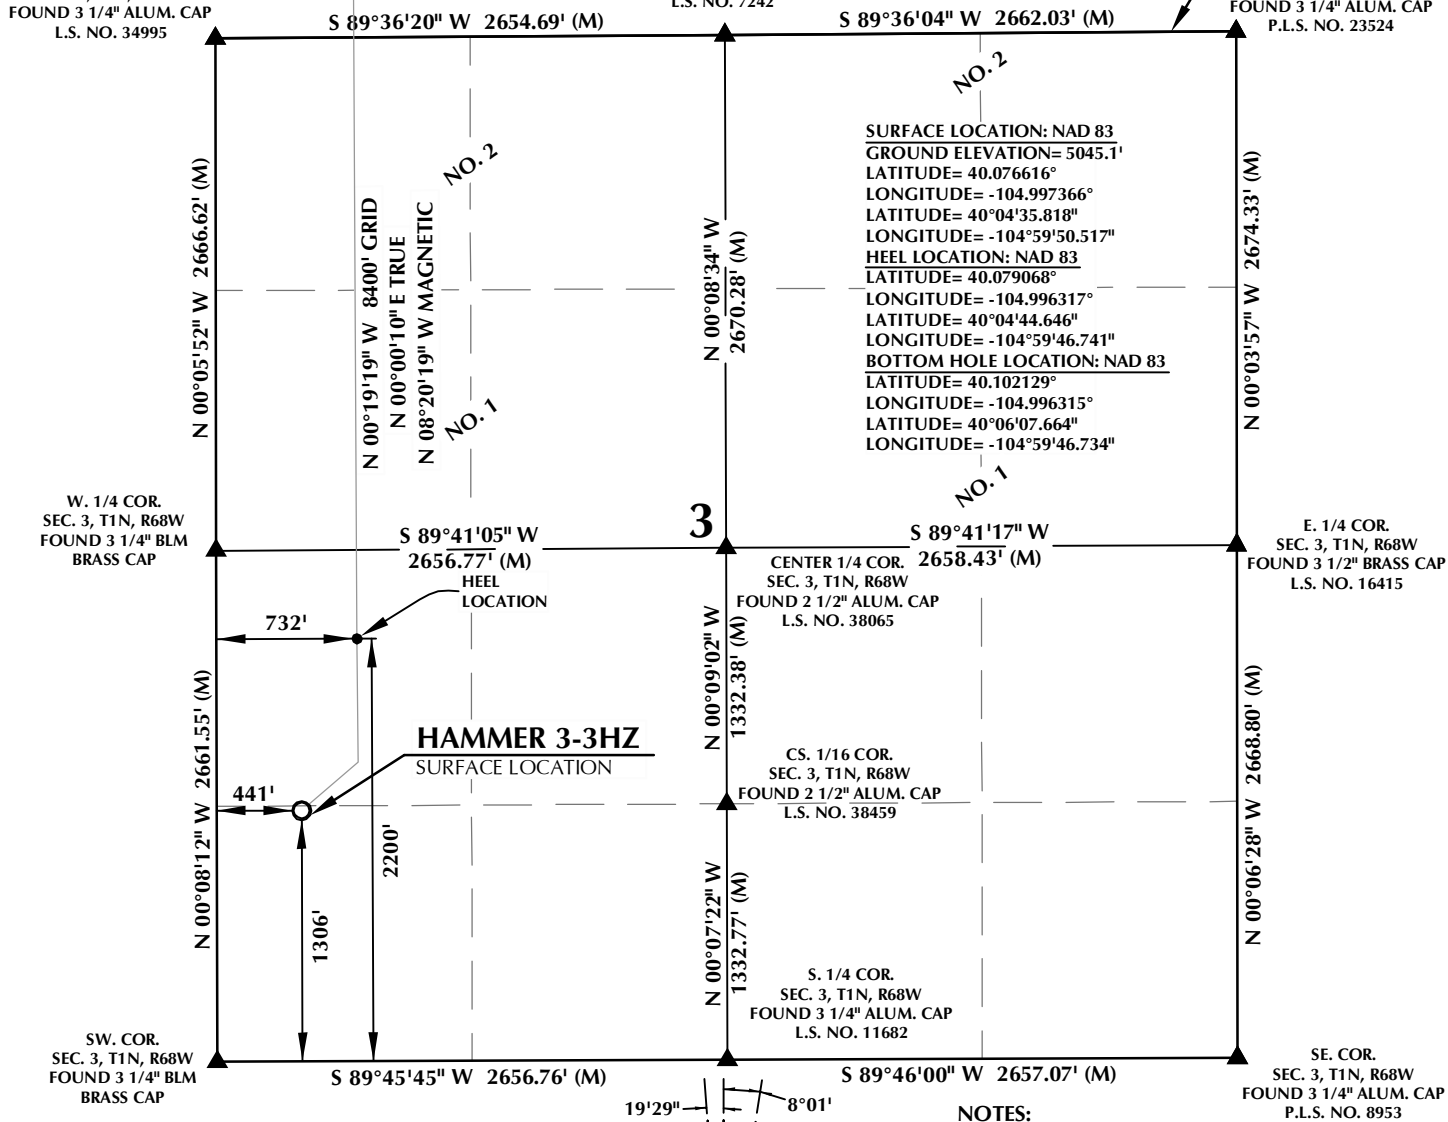 FOUND 3 1/4" ALUM. CAP
L.S. NO. 34995
S 89°36'20" W 2654.69' (M)
L.S. NO. 7242
S 89°36'04" W 2662.03' (M)
FOUND 3 1/4" ALUM. CAP
P.L.S. NO. 23524
N 00°05'52" W 2666.62' (M)
N 00°19'19" W 8400' GRID
N 00°00'10" E TRUE
N 08°20'19" W MAGNETIC
NO. 2
NO. 1
N 00°08'34" W
2670.28' (M)
NO. 2
SURFACE LOCATION: NAD 83
GROUND ELEVATION= 5045.1'
LATITUDE= 40.076616°
LONGITUDE= -104.997366°
LATITUDE= 40°04'35.818"
LONGITUDE= -104°59'50.517"
HEEL LOCATION: NAD 83
LATITUDE= 40.079068°
LONGITUDE= -104.996317°
LATITUDE= 40°04'44.646"
LONGITUDE= -104°59'46.741"
BOTTOM HOLE LOCATION: NAD 83
LATITUDE= 40.102129°
LONGITUDE= -104.996315°
LATITUDE= 40°06'07.664"
LONGITUDE= -104°59'46.734"
NO. 1
N 00°03'57" W 2674.33' (M)
W. 1/4 COR.
SEC. 3, T1N, R68W
FOUND 3 1/4" BLM
BRASS CAP
S 89°41'05" W
2656.77' (M)
3
S 89°41'17" W
2658.43' (M)
E. 1/4 COR.
SEC. 3, T1N, R68W
FOUND 3 1/2" BRASS CAP
L.S. NO. 16415
CENTER 1/4 COR.
SEC. 3, T1N, R68W
FOUND 2 1/2" ALUM. CAP
L.S. NO. 38065
HEEL
LOCATION
732'
N 00°08'12" W 2661.55' (M)
HAMMER 3-3HZ
SURFACE LOCATION
441'
1306'
2200'
N 00°09'02" W
1332.38' (M)
CS. 1/16 COR.
SEC. 3, T1N, R68W
FOUND 2 1/2" ALUM. CAP
L.S. NO. 38459
N 00°06'28" W 2668.80' (M)
N 00°07'22" W
1332.77' (M)
S. 1/4 COR.
SEC. 3, T1N, R68W
FOUND 3 1/4" ALUM. CAP
L.S. NO. 11682
SW. COR.
SEC. 3, T1N, R68W
FOUND 3 1/4" BLM
BRASS CAP
S 89°45'45" W 2656.76' (M)
S 89°46'00" W 2657.07' (M)
SE. COR.
SEC. 3, T1N, R68W
FOUND 3 1/4" ALUM. CAP
P.L.S. NO. 8953
19'29"
8°01'
NOTES: